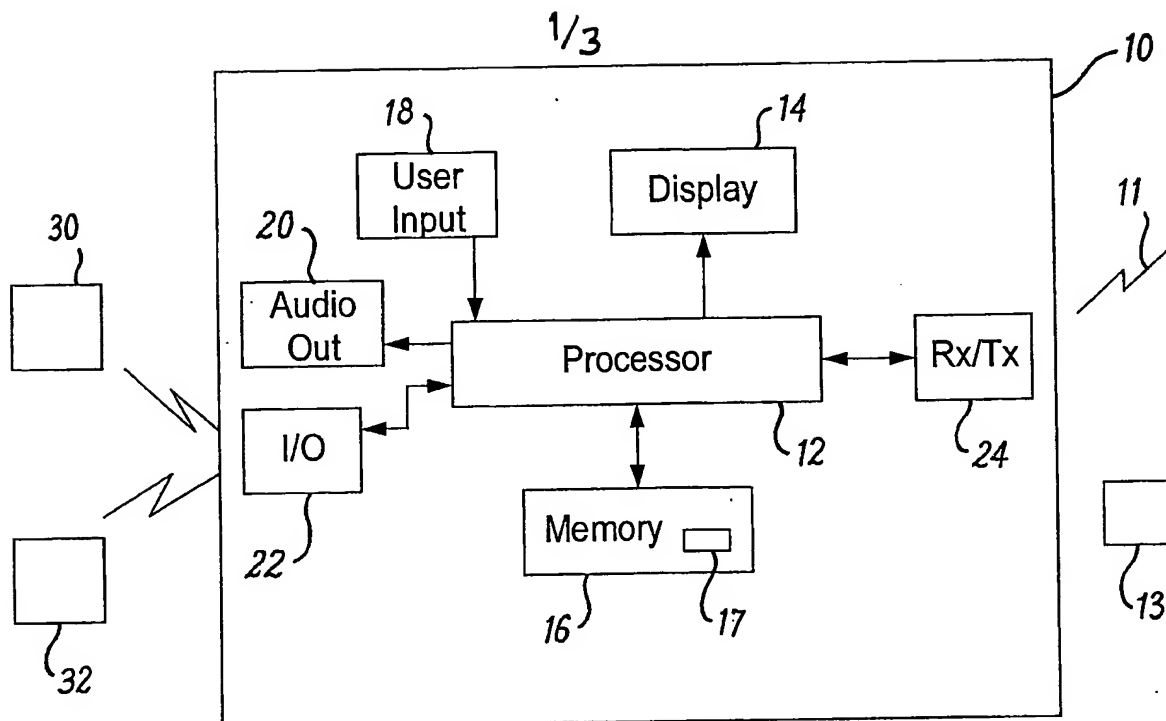 1/3
10
18
14
User
Input
Display
11
30
20
Audio
Out
Processor
Rx/Tx
I/O
12
24
Memory
22
16
17
13
32